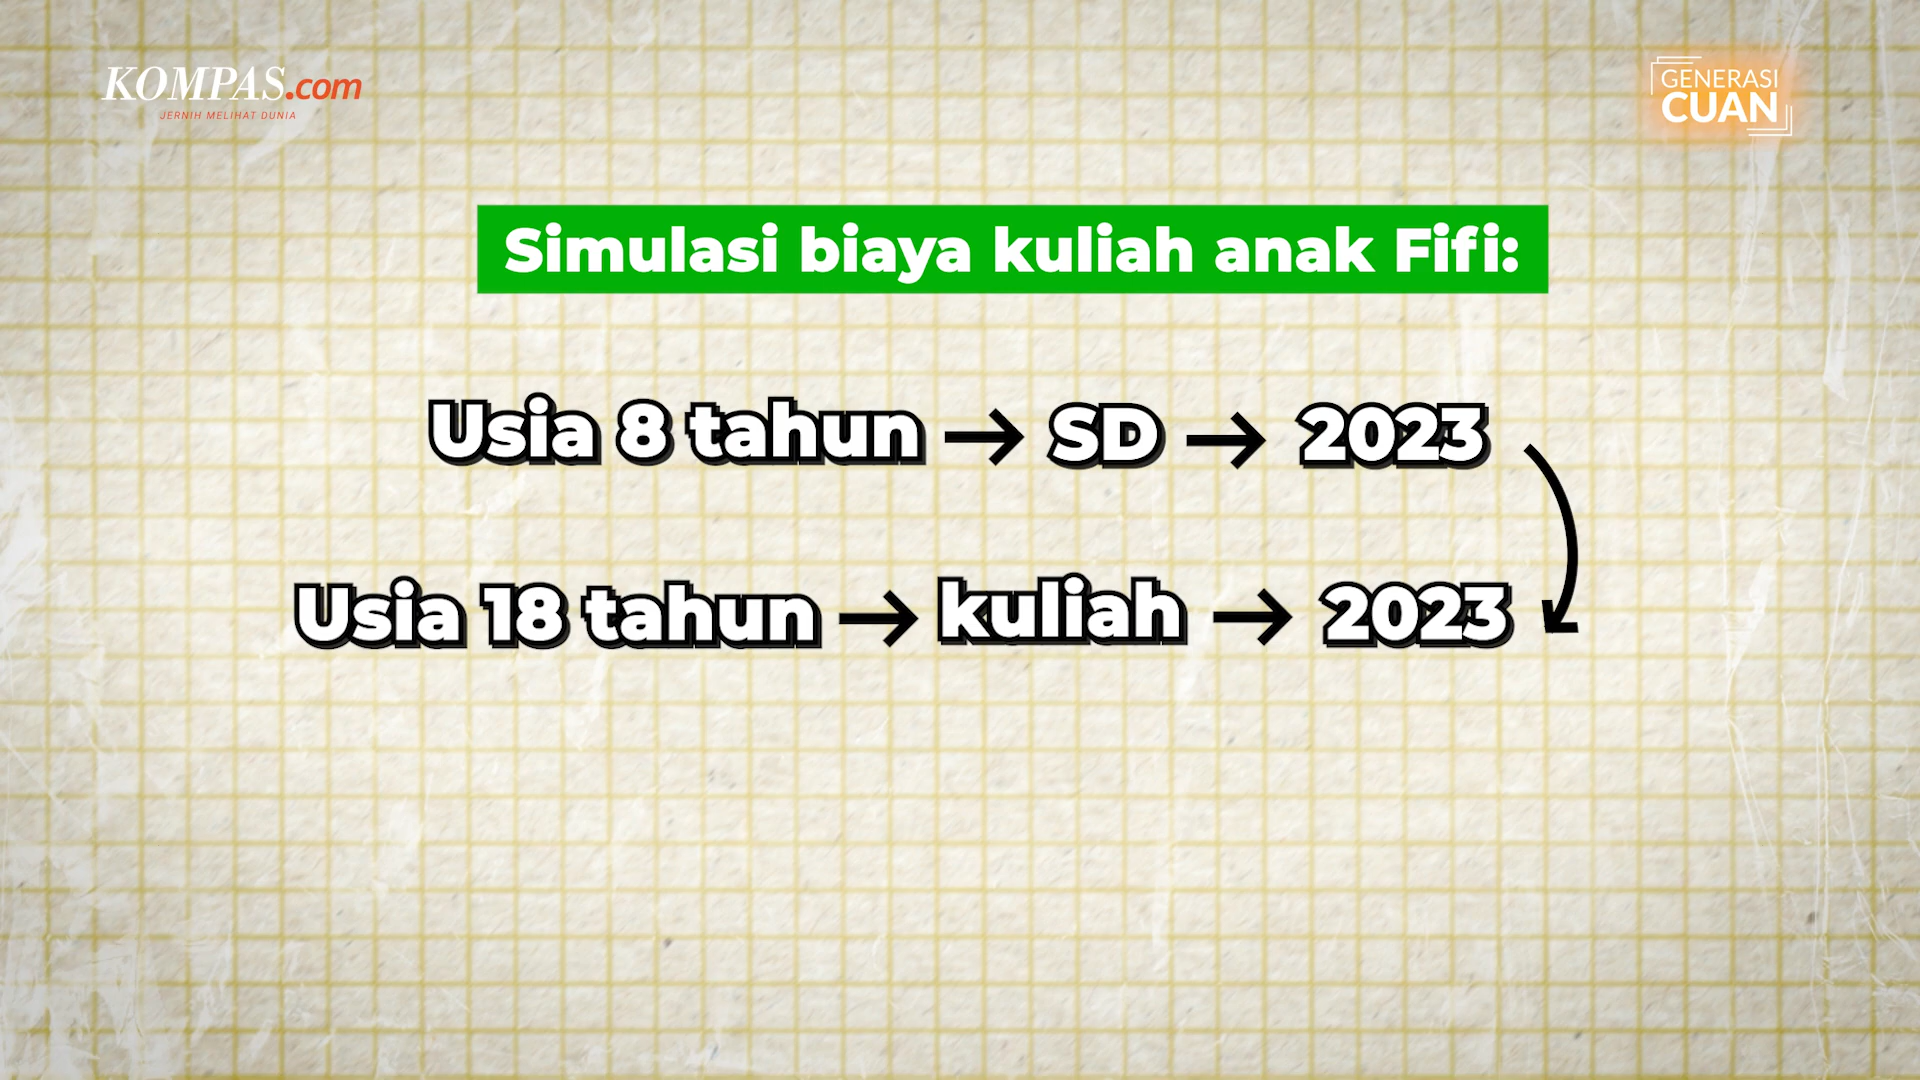 KOMPAS.com
JERNIH MELIHAT DUNIA
GENERASI
CUAN
Simulasi biaya kuliah anak Fifi:
Usia 8 tahun → SD → 2023
Usia 18 tahun → kuliah → 2023